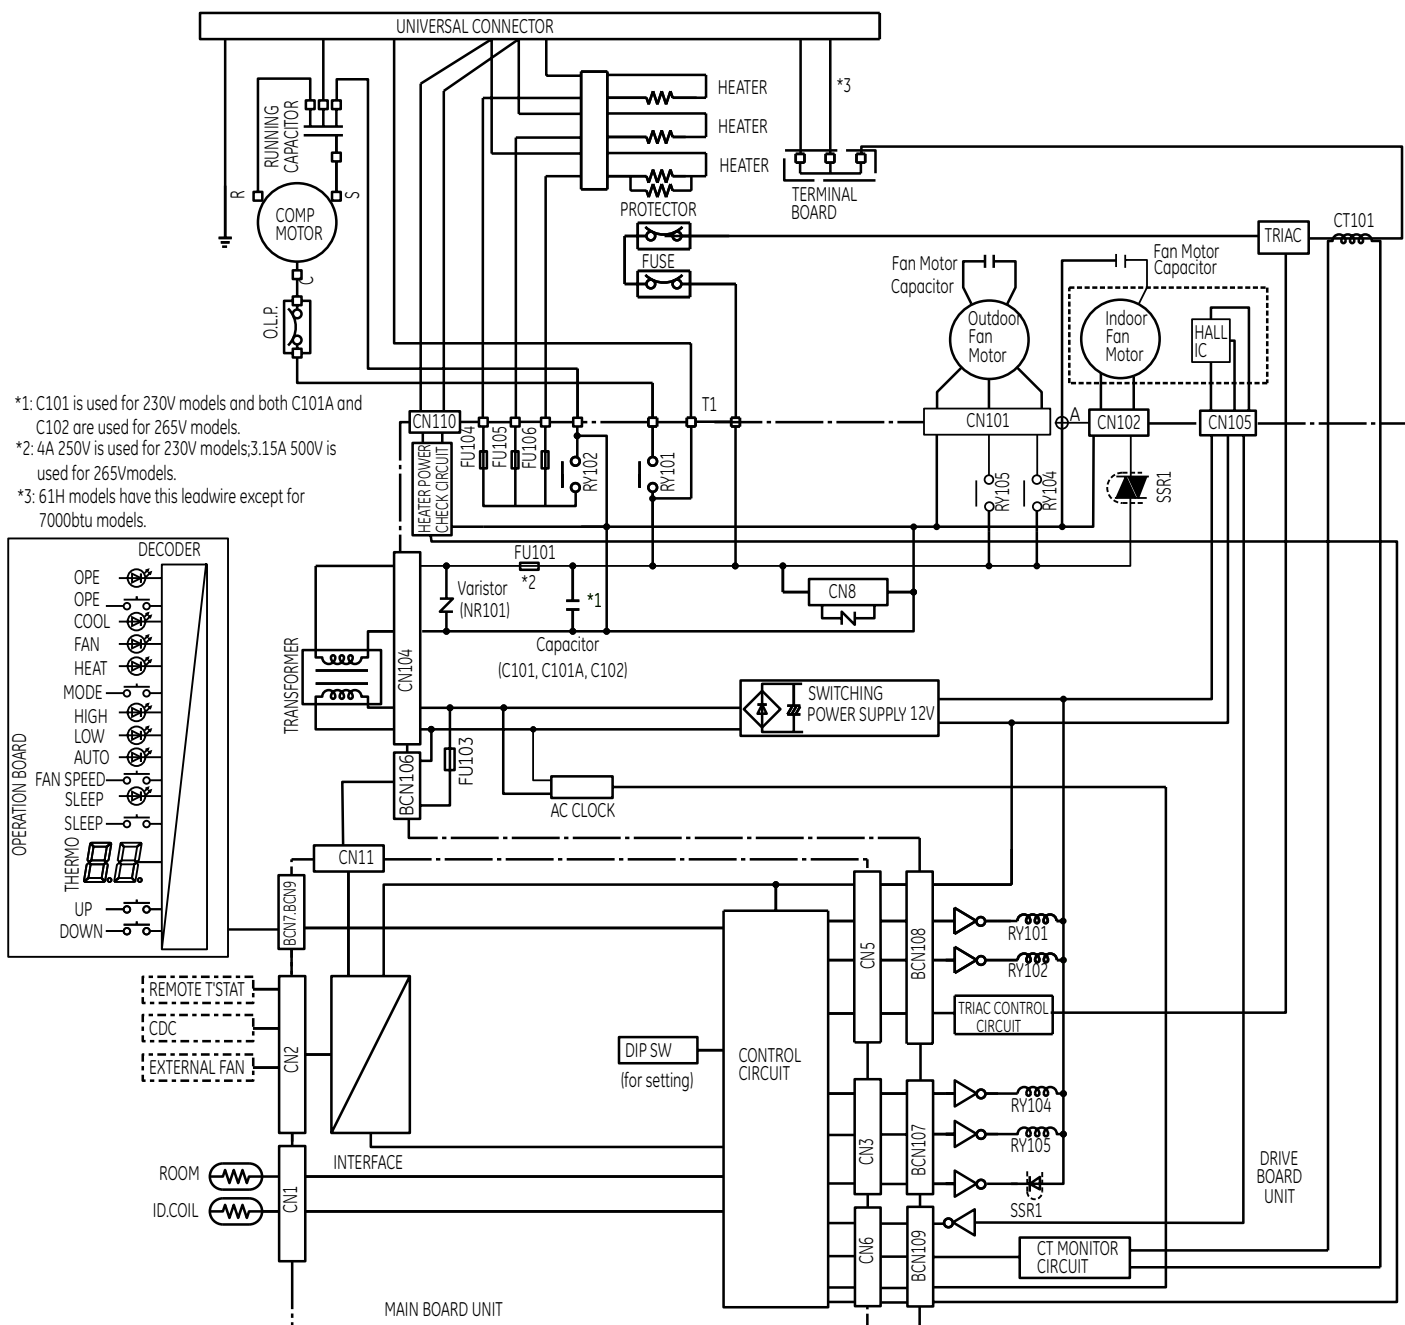 UNIVERSAL CONNECTOR
RUNNING
CAPACITOR
R
S
COMP
MOTOR
C
O.L.P.
HEATER
HEATER
HEATER
*3
TERMINAL
BOARD
PROTECTOR
FUSE
TRIAC
CT101
Fan Motor
Capacitor
Fan Motor
Capacitor
Outdoor
Fan
Motor
Indoor
Fan
Motor
HALL
IC
*1: C101 is used for 230V models and both C101A and
C102 are used for 265V models.
*2: 4A 250V is used for 230V models;3.15A 500V is
used for 265Vmodels.
*3: 61H models have this leadwire except for
7000btu models.
CN110
T1
CN101
A
CN102
CN105
FU104
FU105
FU106
RY102
RY101
RY105
RY104
SSR1
HEATER POWER
CHECK CIRCUIT
FU101
*2
Varistor
(NR101)
*1
Capacitor
(C101, C101A, C102)
CN8
TRANSFORMER
CN104
SWITCHING
POWER SUPPLY 12V
BCN106
FU103
AC CLOCK
OPERATION BOARD
DECODER
OPE
OPE
COOL
FAN
HEAT
MODE
HIGH
LOW
AUTO
FAN SPEED
SLEEP
SLEEP
THERMO
UP
DOWN
CN11
BCN7.BCN9
CN5
BCN108
RY101
RY102
TRIAC CONTROL
CIRCUIT
REMOTE T'STAT
CDC
EXTERNAL FAN
CN2
DIP SW
(for setting)
CONTROL
CIRCUIT
CN3
BCN107
RY104
RY105
SSR1
INTERFACE
ROOM
ID.COIL
CN1
CN6
BCN109
CT MONITOR
CIRCUIT
DRIVE
BOARD
UNIT
MAIN BOARD UNIT